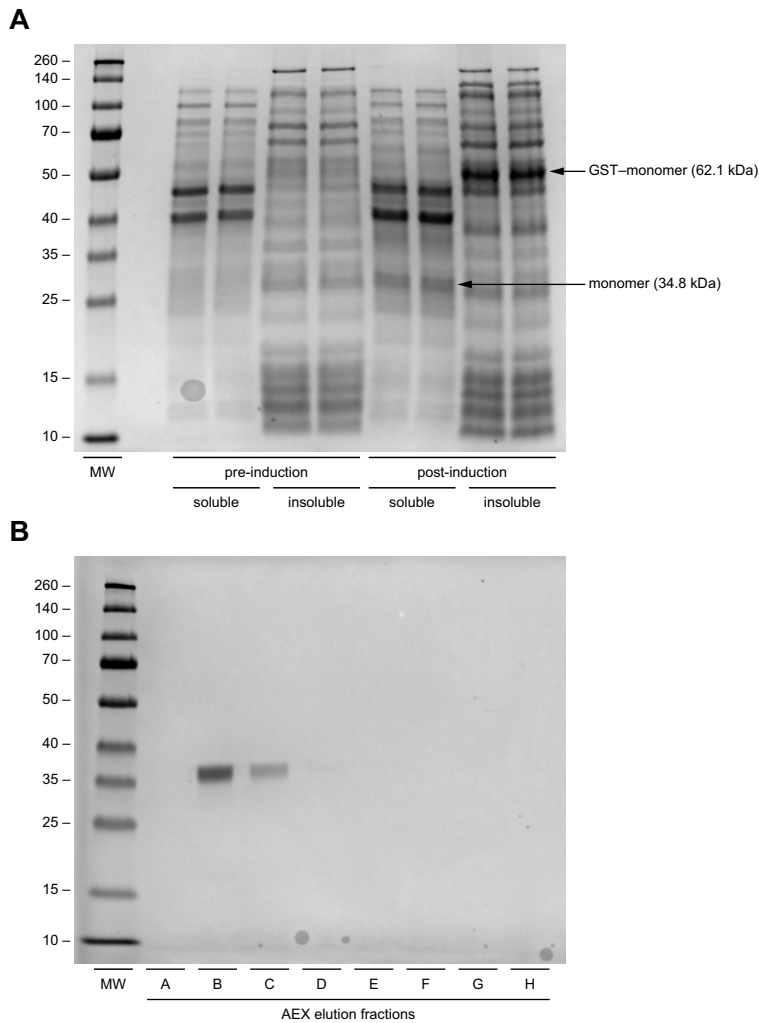 A
260 –
140 –
100 –
70 –
50 –
40 –
35 –
25 –
15 –
10 –
GST–monomer (62.1 kDa)
monomer (34.8 kDa)
MW
pre-induction
post-induction
soluble
insoluble
soluble
insoluble
B
260 –
140 –
100 –
70 –
50 –
40 –
35 –
25 –
15 –
10 –
MW
A
B
C
D
E
F
G
H
AEX elution fractions